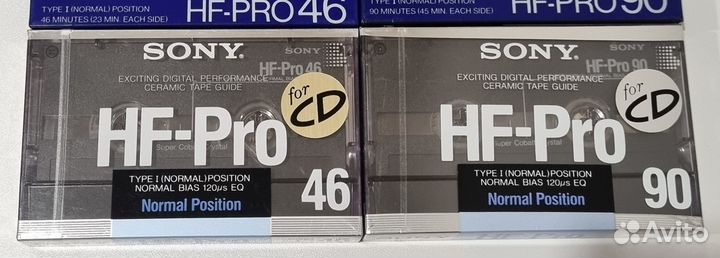 TYPE I (NORMAL) POSITION
46 MINUTES (23 MIN. EACH SIDE)
HF-PRO 46
TYPE I (NORMAL) POSITION
90 MINUTES (45 MIN. EACH SIDE)
HF-PRO 90
SONY
SONY
EXCITING DIGITAL PERFORMANCE
CERAMIC TAPE GUIDE
HF-Pro 46
for CD
HF-Pro
Super Cobalt Crystal
TYPE I (NORMAL) POSITION
NORMAL BIAS 120µs EQ
Normal Position
46
SONY
SONY
EXCITING DIGITAL PERFORMANCE
CERAMIC TAPE GUIDE
HF-Pro 90
for CD
HF-Pro
Super Cobalt Crystal
TYPE I (NORMAL) POSITION
NORMAL BIAS 120µs EQ
Normal Position
90
Avito